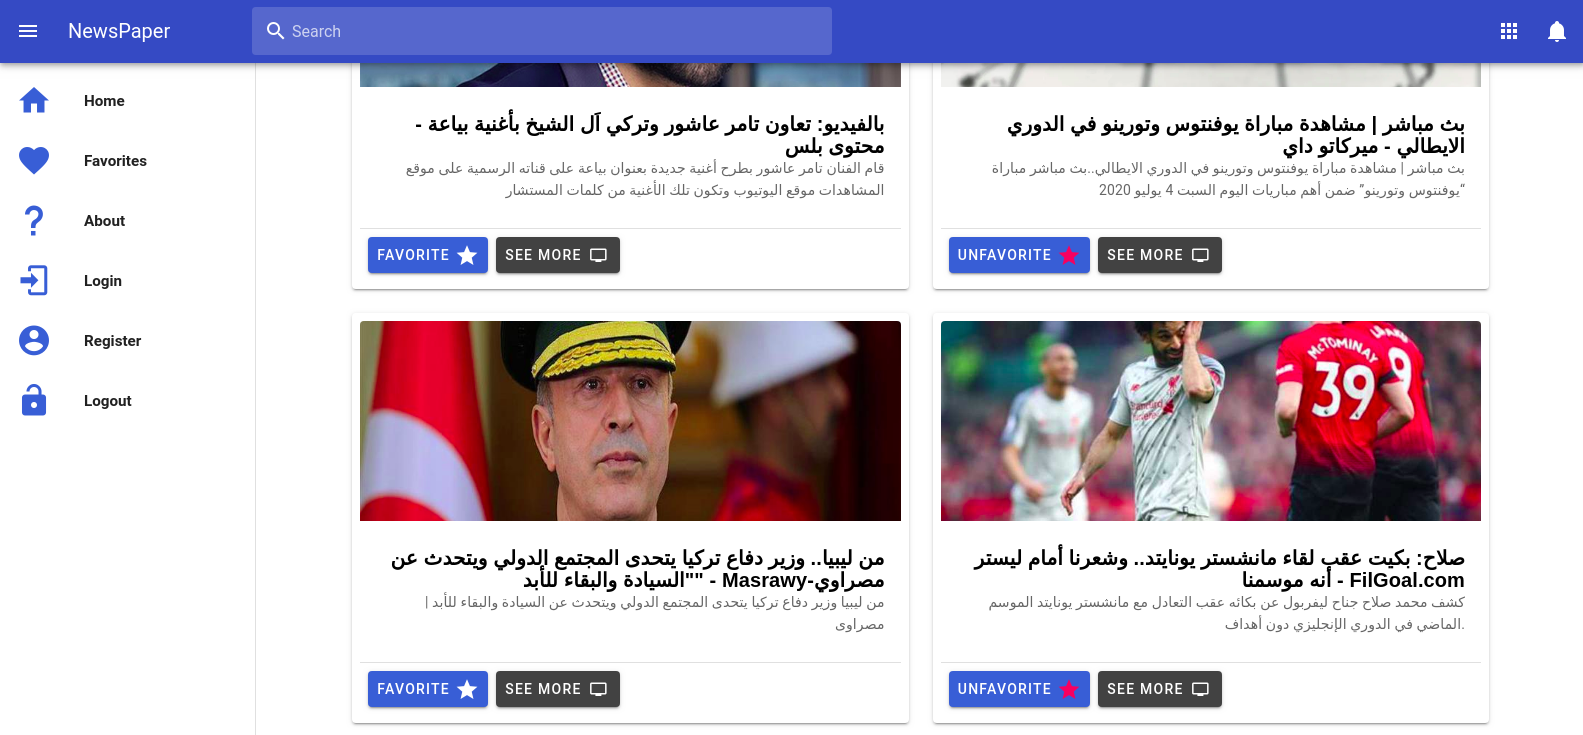 NewsPaper
Search
Home
Favorites
About
Login
Register
Logout
بالفيديو: تعاون تامر عاشور وتركي آل الشيخ بأغنية بياعة -
محتوى بلس
قام الفنان تامر عاشور بطرح أغنية جديدة بعنوان بياعة على قناته الرسمية على موقع
المشاهدات موقع اليوتيوب وتكون تلك الأغنية من كلمات المستشار
FAVORITE
SEE MORE
بث مباشر | مشاهدة مباراة يوفنتوس وتورينو في الدوري
الايطالي - ميركاتو داي
بث مباشر | مشاهدة مباراة يوفنتوس وتورينو في الدوري الايطالي..بث مباشر مباراة
“يوفنتوس وتورينو” ضمن أهم مباريات اليوم السبت 4 يوليو 2020
UNFAVORITE
SEE MORE
من ليبيا.. وزير دفاع تركيا يتحدى المجتمع الدولي ويتحدث عن
مصراوي-Masrawy - ""السيادة والبقاء للأبد
من ليبيا وزير دفاع تركيا يتحدى المجتمع الدولي ويتحدث عن السيادة والبقاء للأبد |
مصراوى
FAVORITE
SEE MORE
McTOMINAY
39
9
صلاح: بكيت عقب لقاء مانشستر يونايتد.. وشعرنا أمام ليستر
FilGoal.com - أنه موسمنا
كشف محمد صلاح جناح ليفربول عن بكائه عقب التعادل مع مانشستر يونايتد الموسم
.الماضي في الدوري الإنجليزي دون أهداف
UNFAVORITE
SEE MORE